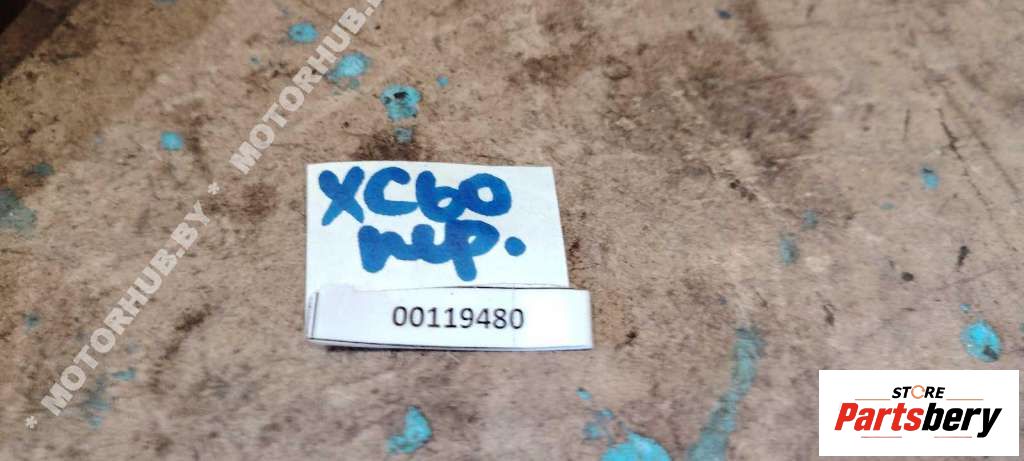 * MOTORHUB.BY * MOTORHUB.BY
XC60
пер.
00119480
STORE
Partsbery